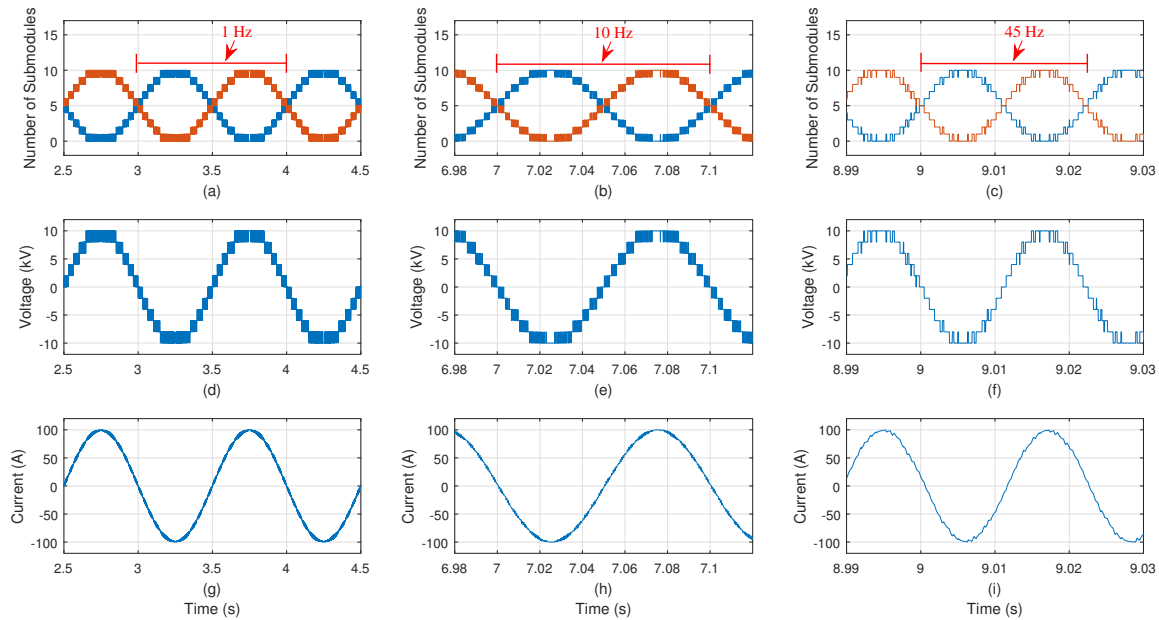 1 Hz
10 Hz
45 Hz
Number of Submodules
15
10
5
0
2.5 3 3.5 4 4.5
(a)
Number of Submodules
15
10
5
0
6.98 7 7.02 7.04 7.06 7.08 7.1
(b)
Number of Submodules
15
10
5
0
8.99 9 9.01 9.02 9.03
(c)
Voltage (kV)
10
5
0
-5
-10
2.5 3 3.5 4 4.5
(d)
Voltage (kV)
10
5
0
-5
-10
6.98 7 7.02 7.04 7.06 7.08 7.1
(e)
Voltage (kV)
10
5
0
-5
-10
8.99 9 9.01 9.02 9.03
(f)
Current (A)
100
50
0
-50
-100
2.5 3 3.5 4 4.5
(g)
Time (s)
Current (A)
100
50
0
-50
-100
6.98 7 7.02 7.04 7.06 7.08 7.1
(h)
Time (s)
Current (A)
100
50
0
-50
-100
8.99 9 9.01 9.02 9.03
(i)
Time (s)